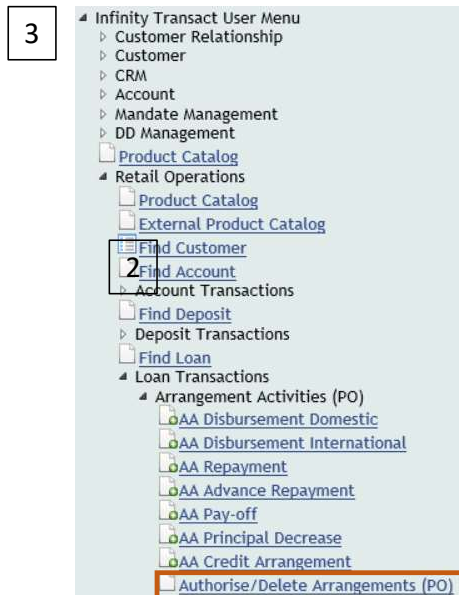 3
Infinity Transact User Menu
Customer Relationship
Customer
CRM
Account
Mandate Management
DD Management
Product Catalog
Retail Operations
Product Catalog
External Product Catalog
Find Customer
2
Find Account
Account Transactions
Find Deposit
Deposit Transactions
Find Loan
Loan Transactions
Arrangement Activities (PO)
AA Disbursement Domestic
AA Disbursement International
AA Repayment
AA Advance Repayment
AA Pay-off
AA Principal Decrease
AA Credit Arrangement
Authorise/Delete Arrangements (PO)